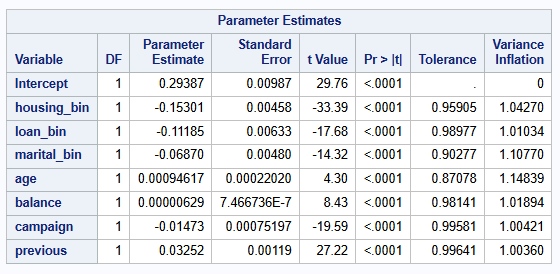 Parameter Estimates
Variable DF Parameter Estimate Standard Error t Value Pr > |t| Tolerance Variance Inflation
Intercept 1 0.29387 0.00987 29.76 <.0001 . 0
housing_bin 1 -0.15301 0.00458 -33.39 <.0001 0.95905 1.04270
loan_bin 1 -0.11185 0.00633 -17.68 <.0001 0.98977 1.01034
marital_bin 1 -0.06870 0.00480 -14.32 <.0001 0.90277 1.10770
age 1 0.00094617 0.00022020 4.30 <.0001 0.87078 1.14839
balance 1 0.00000629 7.466736E-7 8.43 <.0001 0.98141 1.01894
campaign 1 -0.01473 0.00075197 -19.59 <.0001 0.99581 1.00421
previous 1 0.03252 0.00119 27.22 <.0001 0.99641 1.00360